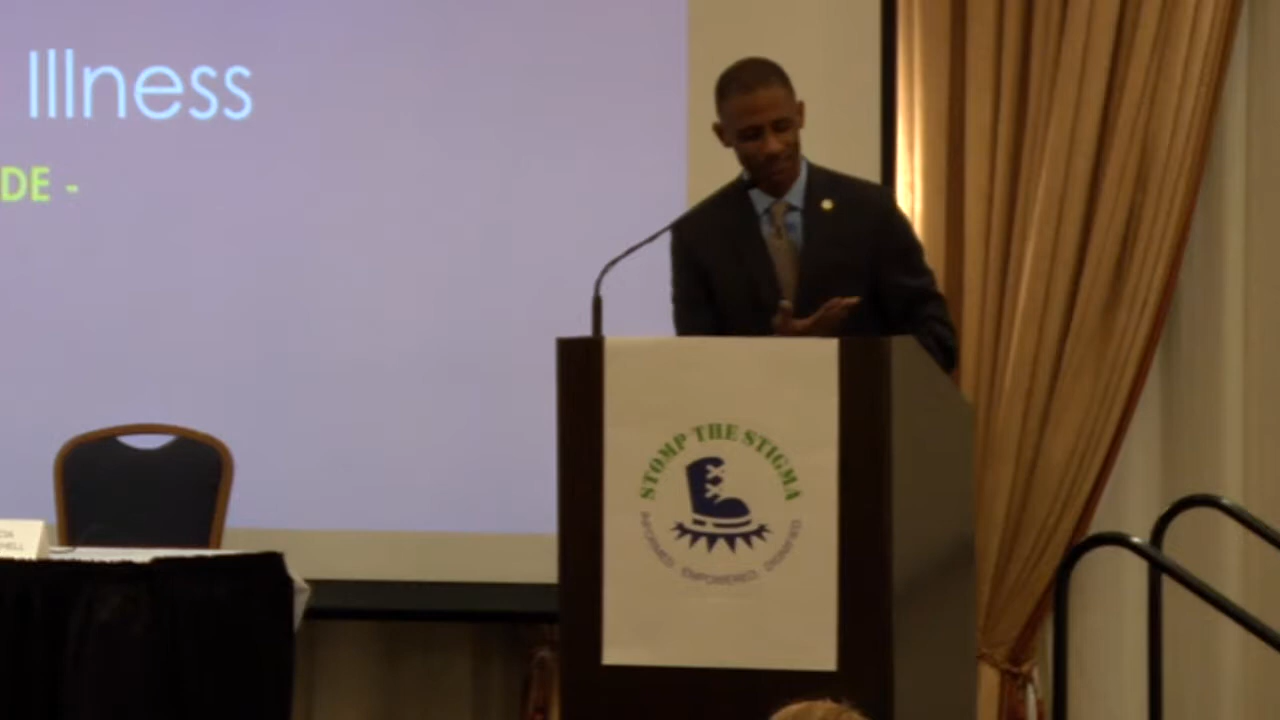 Illness
DE -
STOMP THE STIGMA
INFORMED. EMPOWERED. DIGNIFIED.